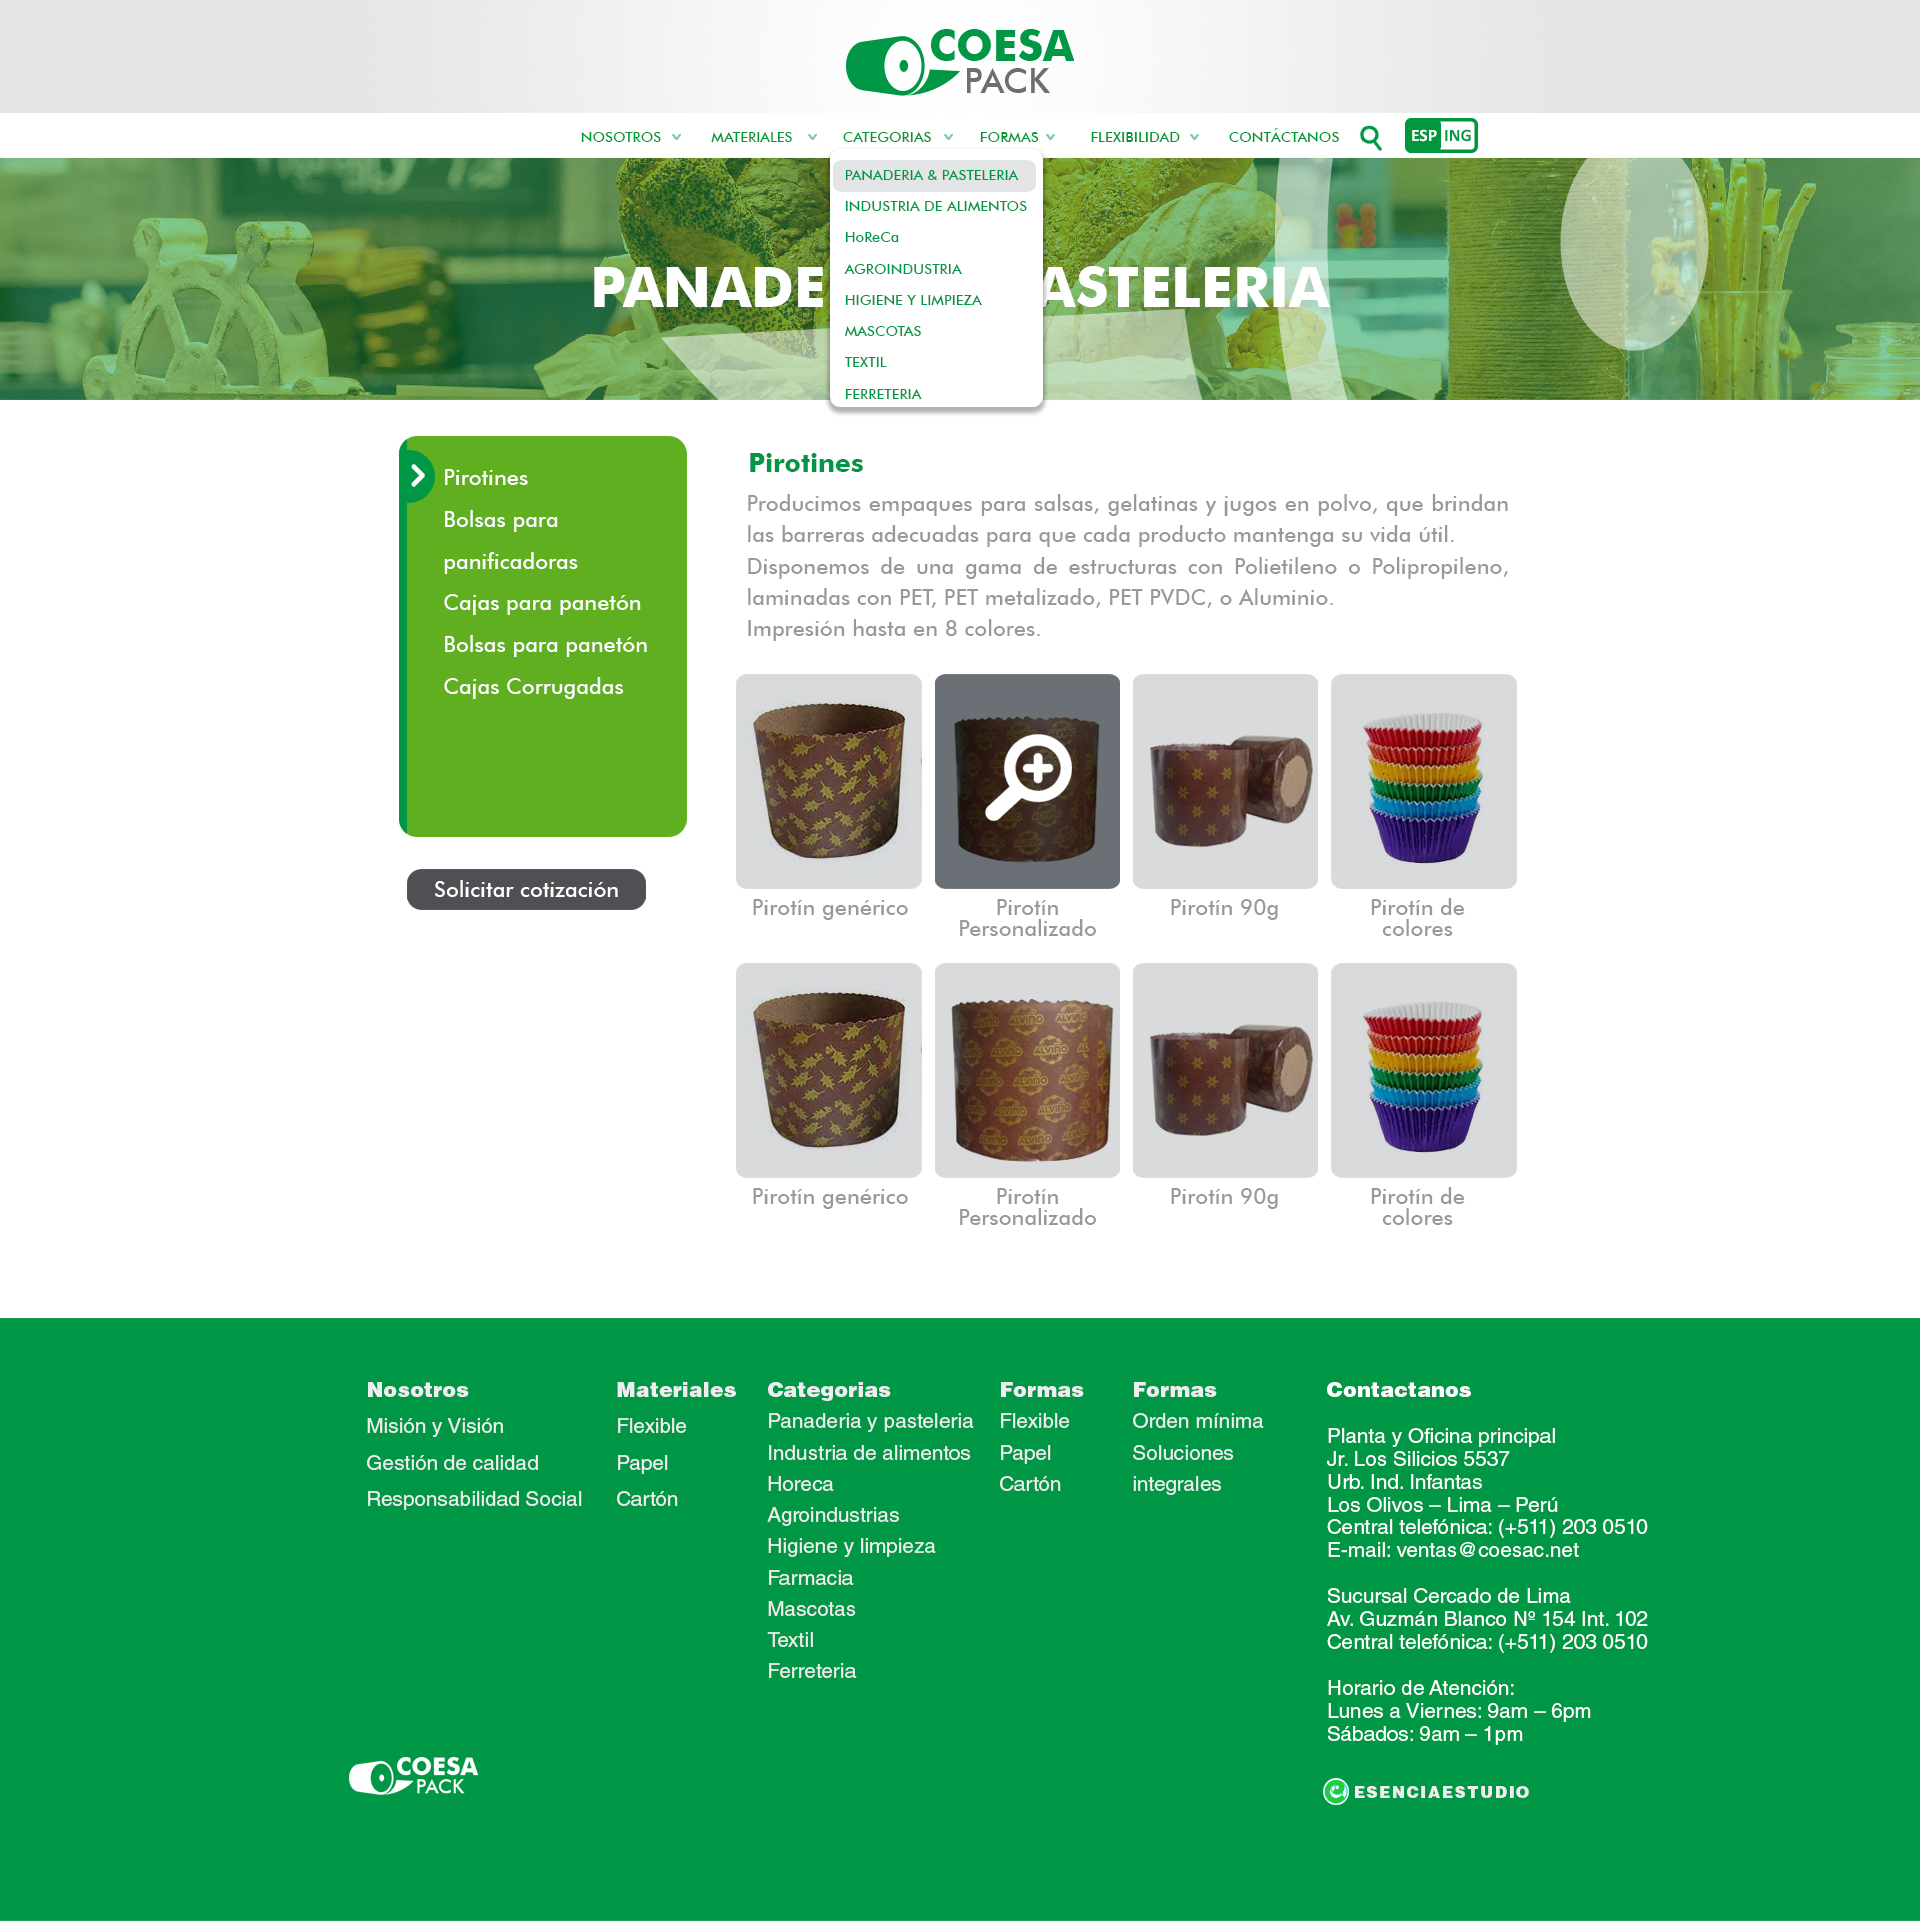 COESA
PACK
NOSOTROS
MATERIALES
CATEGORIAS
FORMAS
FLEXIBILIDAD
CONTÁCTANOS
ESP ING
PANADERIA & PASTELERIA
INDUSTRIA DE ALIMENTOS
HoReCa
AGROINDUSTRIA
HIGIENE Y LIMPIEZA
MASCOTAS
TEXTIL
FERRETERIA
PANADE ASTELERIA
Pirotines
Bolsas para
panificadoras
Cajas para panetón
Bolsas para panetón
Cajas Corrugadas
Solicitar cotización
Pirotines
Producimos empaques para salsas, gelatinas y jugos en polvo, que brindan
las barreras adecuadas para que cada producto mantenga su vida útil.
Disponemos de una gama de estructuras con Polietileno o Polipropileno,
laminadas con PET, PET metalizado, PET PVDC, o Aluminio.
Impresión hasta en 8 colores.
Pirotín genérico
Pirotín
Personalizado
Pirotín 90g
Pirotín de
colores
ALVIÑO
Pirotín genérico
Pirotín
Personalizado
Pirotín 90g
Pirotín de
colores
Nosotros
Misión y Visión
Gestión de calidad
Responsabilidad Social
Materiales
Flexible
Papel
Cartón
Categorias
Panaderia y pasteleria
Industria de alimentos
Horeca
Agroindustrias
Higiene y limpieza
Farmacia
Mascotas
Textil
Ferreteria
Formas
Flexible
Papel
Cartón
Formas
Orden mínima
Soluciones
integrales
Contactanos
Planta y Oficina principal
Jr. Los Silicios 5537
Urb. Ind. Infantas
Los Olivos – Lima – Perú
Central telefónica: (+511) 203 0510
E-mail: ventas@coesac.net
Sucursal Cercado de Lima
Av. Guzmán Blanco Nº 154 Int. 102
Central telefónica: (+511) 203 0510
Horario de Atención:
Lunes a Viernes: 9am – 6pm
Sábados: 9am – 1pm
COESA
PACK
ESENCIAESTUDIO